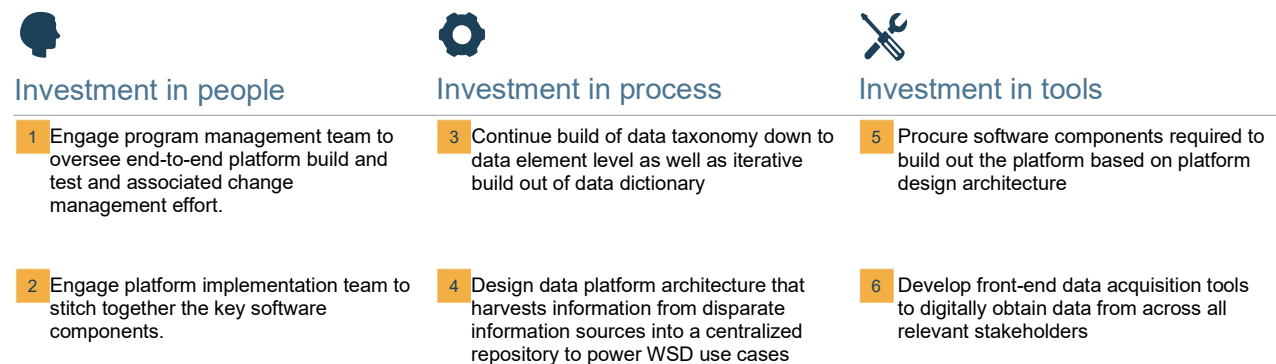 Investment in people
1 Engage program management team to
oversee end-to-end platform build and
test and associated change
management effort.
2 Engage platform implementation team to
stitch together the key software
components.
Investment in process
3 Continue build of data taxonomy down to
data element level as well as iterative
build out of data dictionary
4 Design data platform architecture that
harvests information from disparate
information sources into a centralized
repository to power WSD use cases
Investment in tools
5 Procure software components required to
build out the platform based on platform
design architecture
6 Develop front-end data acquisition tools
to digitally obtain data from across all
relevant stakeholders